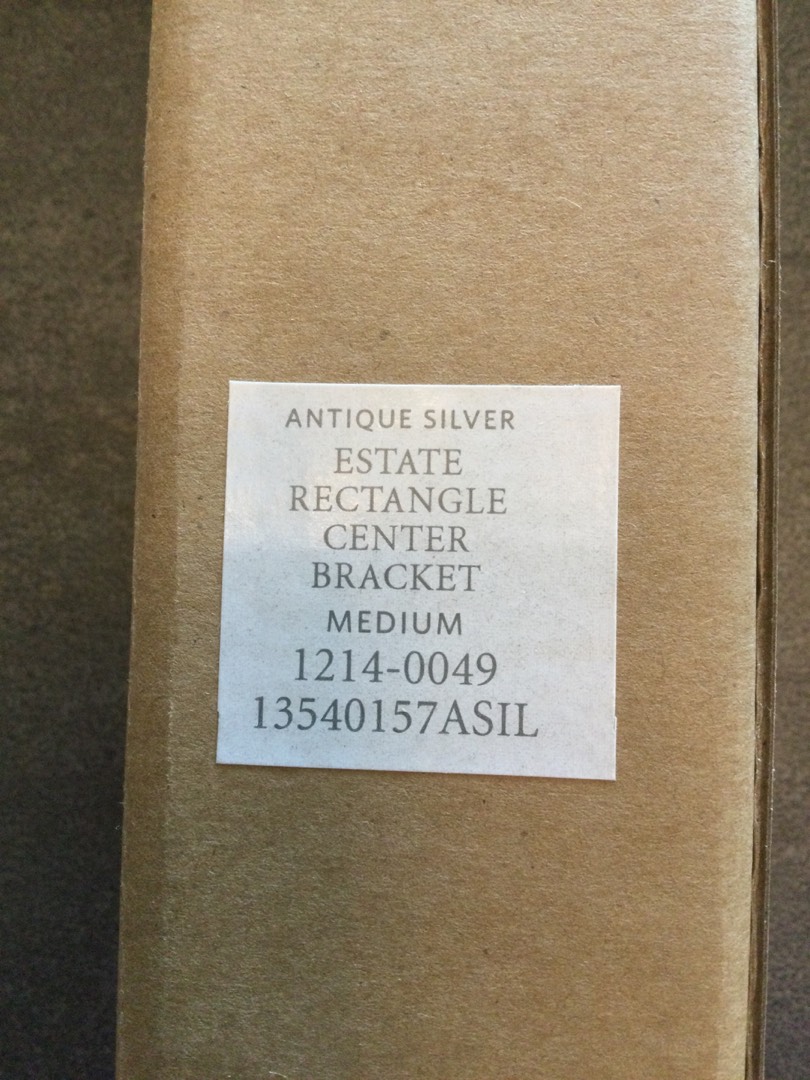 ANTIQUE SILVER
ESTATE
RECTANGLE
CENTER
BRACKET
MEDIUM
1214-0049
13540157ASIL